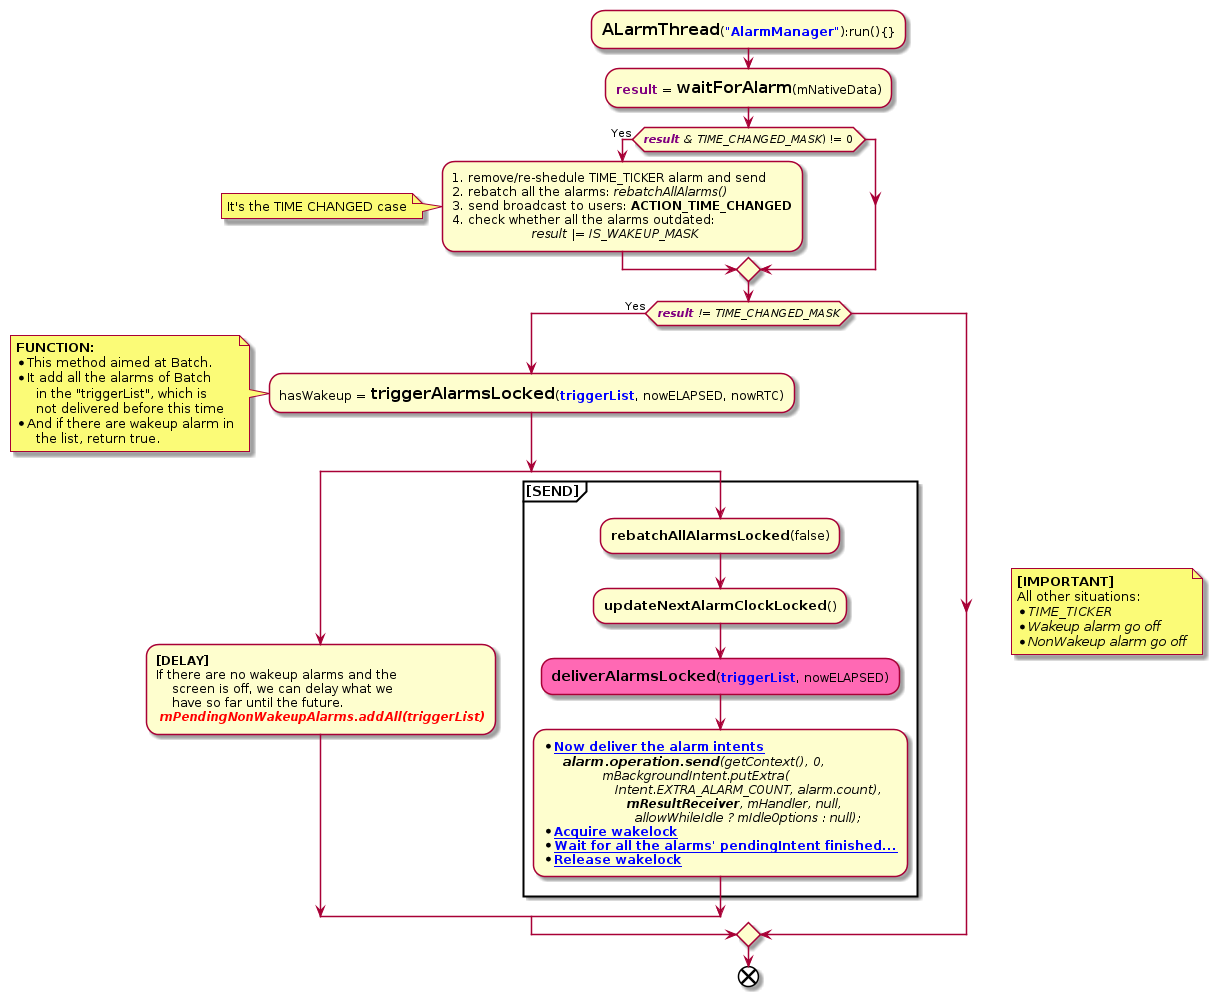 ALarmThread("AlarmManager"):run(){}
result = waitForAlarm(mNativeData)
Yes
result & TIME_CHANGED_MASK) != 0
It's the TIME CHANGED case
1. remove/re-shedule TIME_TICKER alarm and send
2. rebatch all the alarms: rebatchAllAlarms()
3. send broadcast to users: ACTION_TIME_CHANGED
4. check whether all the alarms outdated:
result |= IS_WAKEUP_MASK
Yes
result != TIME_CHANGED_MASK
FUNCTION:
• This method aimed at Batch.
• It add all the alarms of Batch
in the "triggerList", which is
not delivered before this time
• And if there are wakeup alarm in
the list, return true.
hasWakeup = triggerAlarmsLocked(triggerList, nowELAPSED, nowRTC)
[SEND]
rebatchAllAlarmsLocked(false)
updateNextAlarmClockLocked()
deliverAlarmsLocked(triggerList, nowELAPSED)
[DELAY]
If there are no wakeup alarms and the
screen is off, we can delay what we
have so far until the future.
mPendingNonWakeupAlarms.addAll(triggerList)
• Now deliver the alarm intents
alarm.operation.send(getContext(), 0,
mBackgroundIntent.putExtra(
Intent.EXTRA_ALARM_COUNT, alarm.count),
mResultReceiver, mHandler, null,
allowWhileIdle ? mIdleOptions : null);
• Acquire wakelock
• Wait for all the alarms' pendingIntent finished...
• Release wakelock
[IMPORTANT]
All other situations:
• TIME_TICKER
• Wakeup alarm go off
• NonWakeup alarm go off